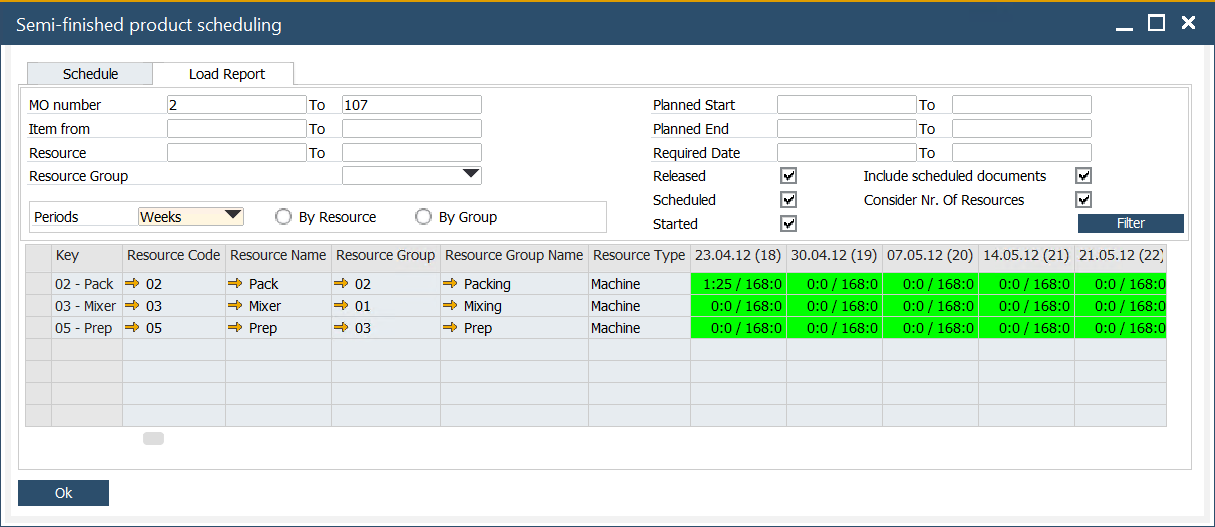 Semi-finished product scheduling
Schedule Load Report
MO number 2 To 107 Planned Start To
Item from To Planned End To
Resource To Required Date To
Resource Group Released Include scheduled documents
Scheduled Consider Nr. Of Resources
Periods Weeks By Resource By Group Started Filter
Key Resource Code Resource Name Resource Group Resource Group Name Resource Type 23.04.12 (18) 30.04.12 (19) 07.05.12 (20) 14.05.12 (21) 21.05.12 (22)
02 - Pack 02 Pack 02 Packing Machine 1:25 / 168:0 0:0 / 168:0 0:0 / 168:0 0:0 / 168:0 0:0 / 168:0
03 - Mixer 03 Mixer 01 Mixing Machine 0:0 / 168:0 0:0 / 168:0 0:0 / 168:0 0:0 / 168:0 0:0 / 168:0
05 - Prep 05 Prep 03 Prep Machine 0:0 / 168:0 0:0 / 168:0 0:0 / 168:0 0:0 / 168:0 0:0 / 168:0
Ok